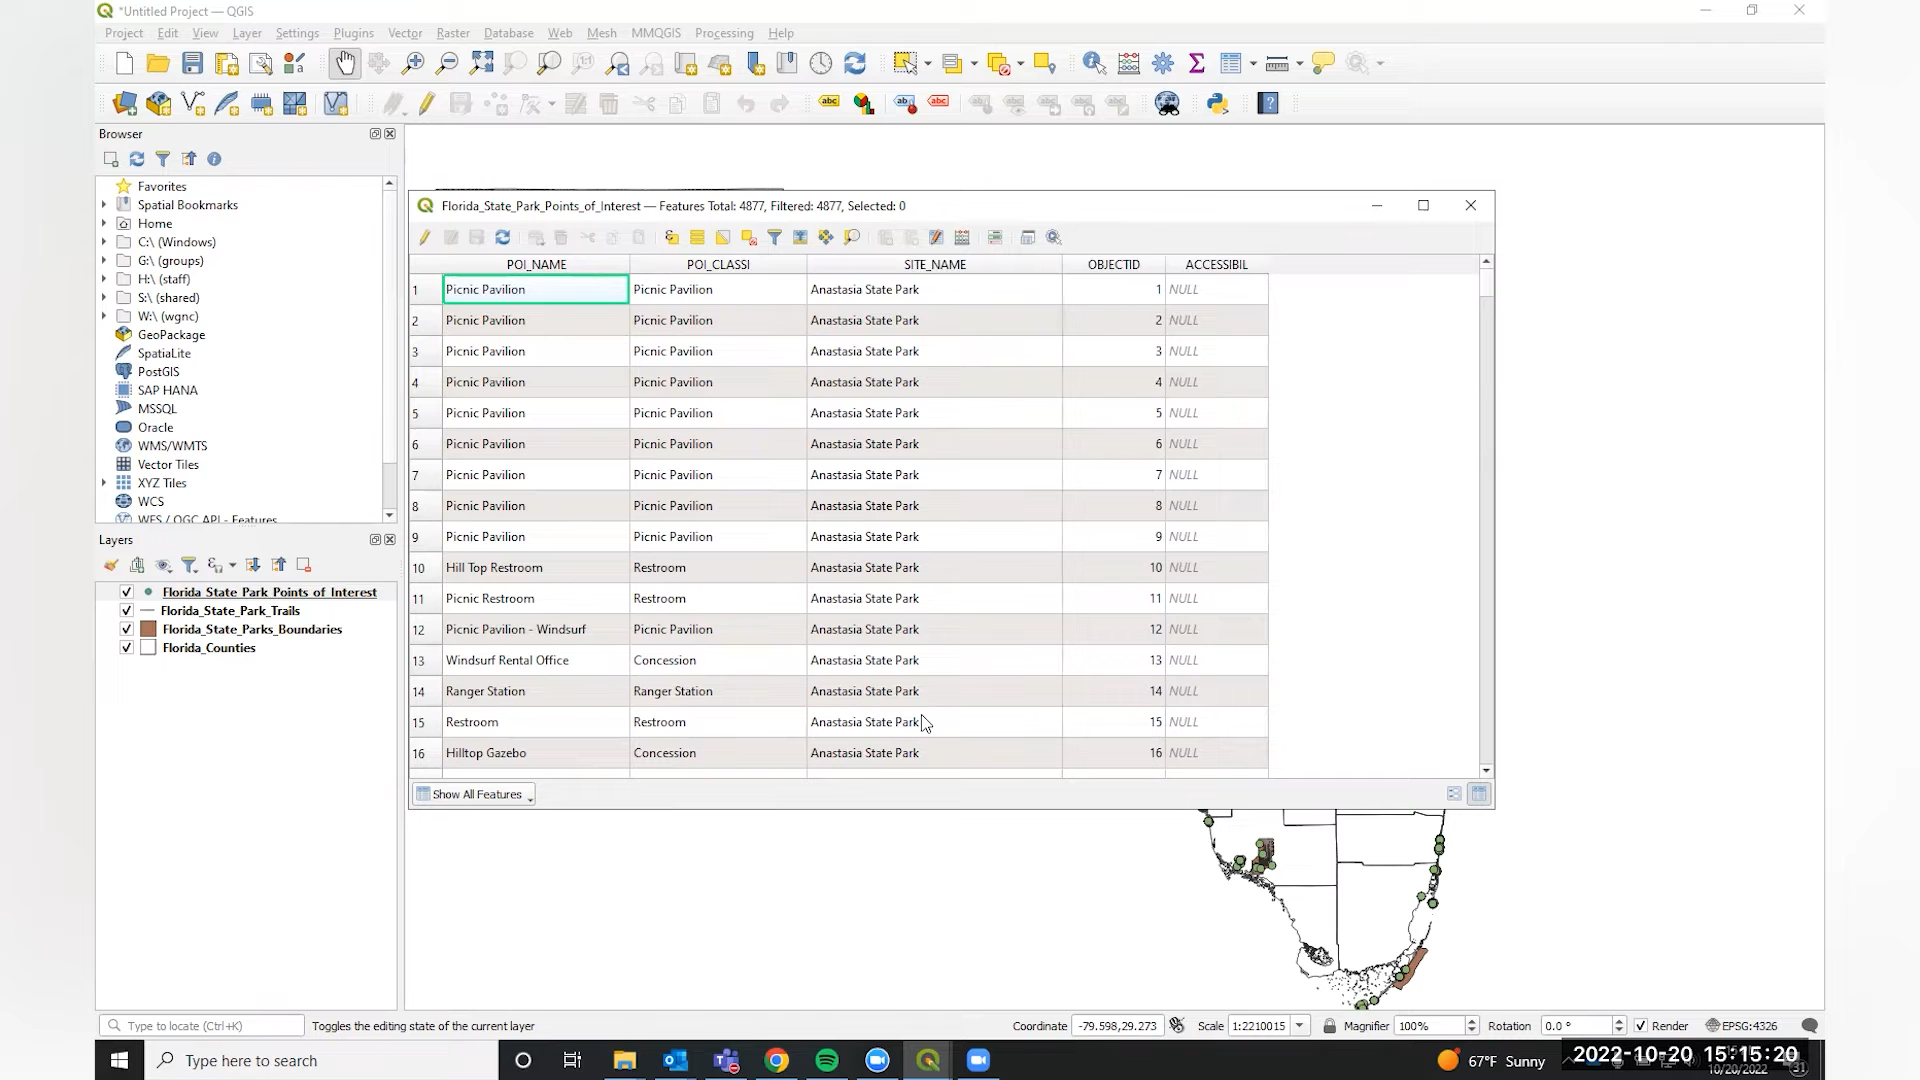 *Untitled Project — QGIS
Project Edit View Layer Settings Plugins Vector Raster Database Web Mesh MMQGIS Processing Help
Browser
Favorites
Spatial Bookmarks
Home
C:\ (Windows)
G:\ (groups)
H:\ (staff)
S:\ (shared)
W:\ (wgnc)
GeoPackage
SpatiaLite
PostGIS
SAP HANA
MSSQL
Oracle
WMS/WMTS
Vector Tiles
XYZ Tiles
WCS
WFS / OGC API - Features
Layers
Florida State Park Points of Interest
Florida_State_Park_Trails
Florida_State_Parks_Boundaries
Florida_Counties
Florida_State_Park_Points_of_Interest — Features Total: 4877, Filtered: 4877, Selected: 0
POI_NAME POI_CLASSI SITE_NAME OBJECTID ACCESSIBIL
1 Picnic Pavilion Picnic Pavilion Anastasia State Park 1 NULL
2 Picnic Pavilion Picnic Pavilion Anastasia State Park 2 NULL
3 Picnic Pavilion Picnic Pavilion Anastasia State Park 3 NULL
4 Picnic Pavilion Picnic Pavilion Anastasia State Park 4 NULL
5 Picnic Pavilion Picnic Pavilion Anastasia State Park 5 NULL
6 Picnic Pavilion Picnic Pavilion Anastasia State Park 6 NULL
7 Picnic Pavilion Picnic Pavilion Anastasia State Park 7 NULL
8 Picnic Pavilion Picnic Pavilion Anastasia State Park 8 NULL
9 Picnic Pavilion Picnic Pavilion Anastasia State Park 9 NULL
10 Hill Top Restroom Restroom Anastasia State Park 10 NULL
11 Picnic Restroom Restroom Anastasia State Park 11 NULL
12 Picnic Pavilion - Windsurf Picnic Pavilion Anastasia State Park 12 NULL
13 Windsurf Rental Office Concession Anastasia State Park 13 NULL
14 Ranger Station Ranger Station Anastasia State Park 14 NULL
15 Restroom Restroom Anastasia State Park 15 NULL
16 Hilltop Gazebo Concession Anastasia State Park 16 NULL
Show All Features
Type to locate (Ctrl+K) Toggles the editing state of the current layer Coordinate -79.598,29.273 Scale 1:2210015 Magnifier 100% Rotation 0.0 ° Render EPSG:4326
Type here to search 67°F Sunny 2022-10-20 15:15:20
10/20/2022